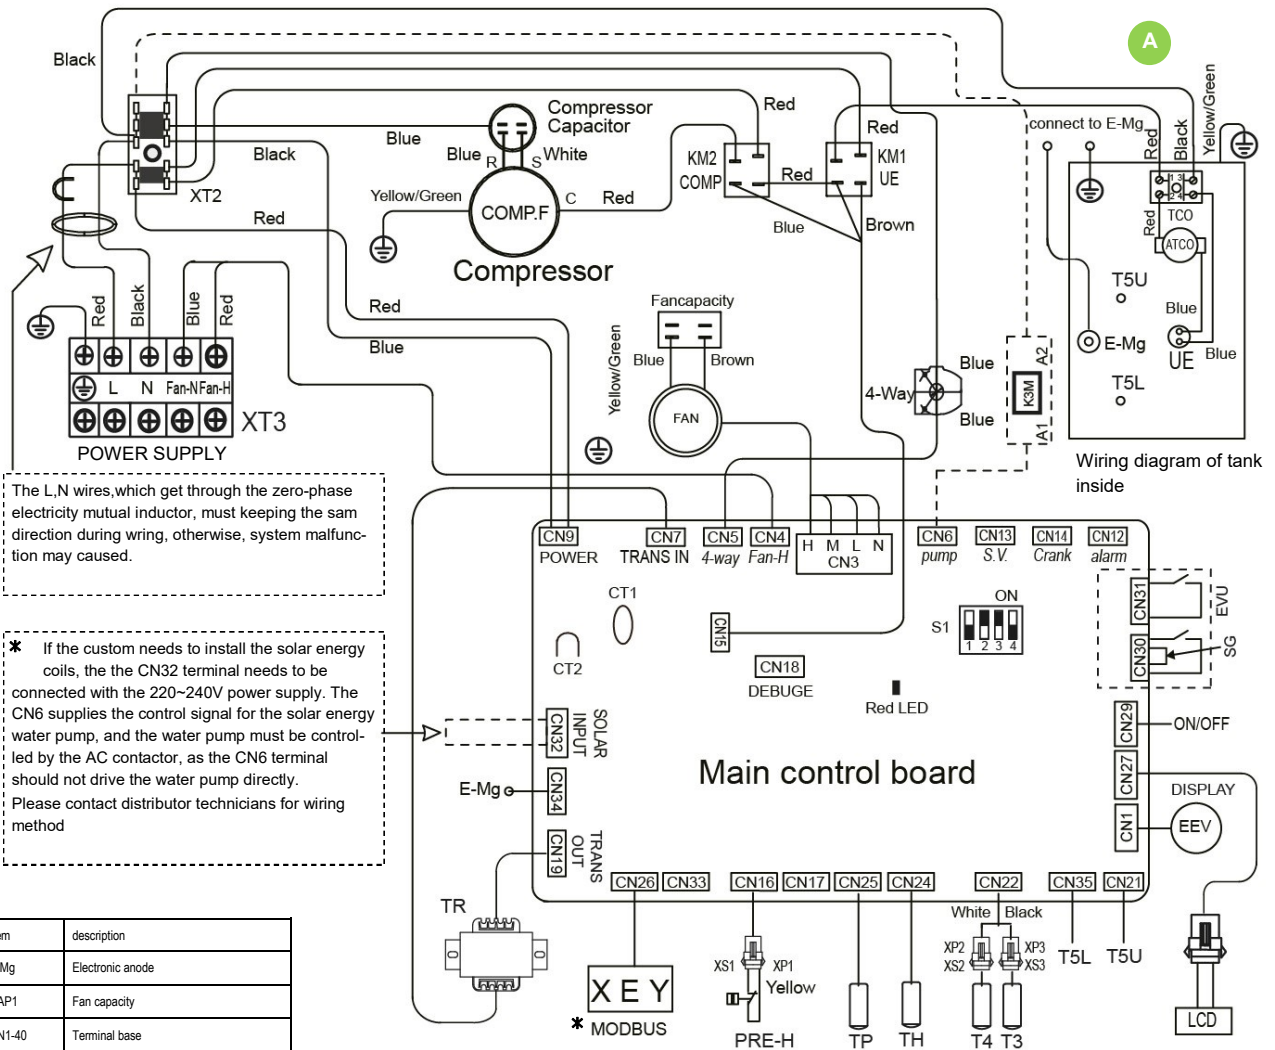 A
Black
Yellow/Green
Compressor
Capacitor
Red
Blue
Black
Blue
R
S
White
XT2
Yellow/Green
COMP.F
C
Red
KM2
COMP
Red
Red
KM1
UE
Blue
Brown
connect to E-Mg
Red
Black
1 3
2 4
TCO
Red
ATCO
T5U
Blue
E-Mg
UE
Blue
T5L
Wiring diagram of tank
inside
Red
Compressor
Red
Black
Blue
Red
Red
Blue
L
N
Fan-N
Fan-H
XT3
POWER SUPPLY
Fancapacity
Yellow/Green
Blue
Brown
FAN
4-Way
Blue
Blue
A2
K3M
A1
The L,N wires,which get through the zero-phase
electricity mutual inductor, must keeping the sam
direction during wring, otherwise, system malfunc-
tion may caused.
* If the custom needs to install the solar energy
coils, the the CN32 terminal needs to be
connected with the 220~240V power supply. The
CN6 supplies the control signal for the solar energy
water pump, and the water pump must be control-
led by the AC contactor, as the CN6 terminal
should not drive the water pump directly.
Please contact distributor technicians for wiring
method
CN9
POWER
CN7
TRANS IN
CN5
4-way
CN4
Fan-H
H M L N
CN3
CN6
pump
CN13
S.V.
CN14
Crank
CN12
alarm
CT1
CT2
CN15
CN18
DEBUGE
Red LED
ON
S1
1 2 3 4
CN31
EVU
CN30
SG
CN29
ON/OFF
CN27
DISPLAY
CN1
EEV
CN32
SOLAR
INPUT
E-Mg
CN34
CN19
TRANS
OUT
Main control board
CN26
CN33
CN16
CN17
CN25
CN24
CN22
CN35
CN21
TR
XEY
* MODBUS
XS1
XP1
Yellow
PRE-H
TP
TH
White
Black
XP2
XS2
XP3
XS3
T4
T3
T5L
T5U
LCD
em
description
Mg
Electronic anode
AP1
Fan capacity
N1-40
Terminal base